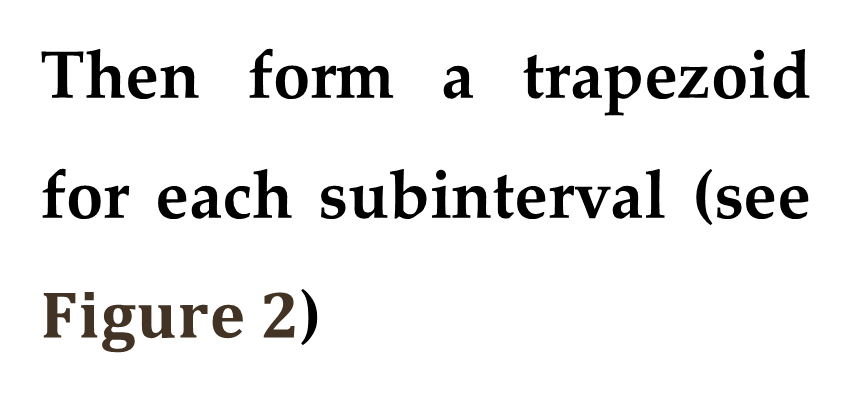 Then form a trapezoid
for each subinterval (see
Figure 2)